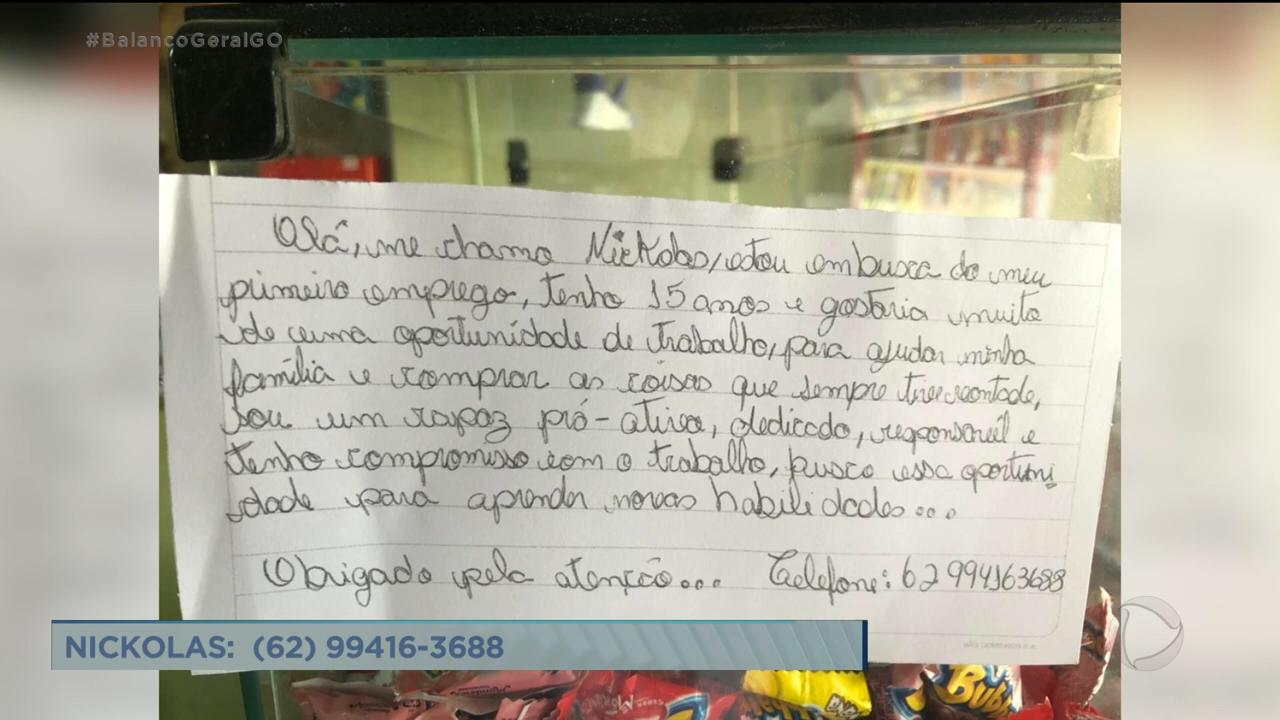 #BalancoGeralGO
Olá, me chamo Nickolas, estou em busca do meu
primeiro emprego, tenho 15 anos e gostaria muito
de uma oportunidade de trabalho, para ajudar minha
família e comprar as coisas que sempre tive vontade,
sou um rapaz pró-ativo, dedicado, responsável e
tenho compromisso com o trabalho, busco essa oportuni
dade para aprender novas habilidades...
Obrigado pela atenção... Telefone: 62 994163688
NICKOLAS: (62) 99416-3688
Bubb